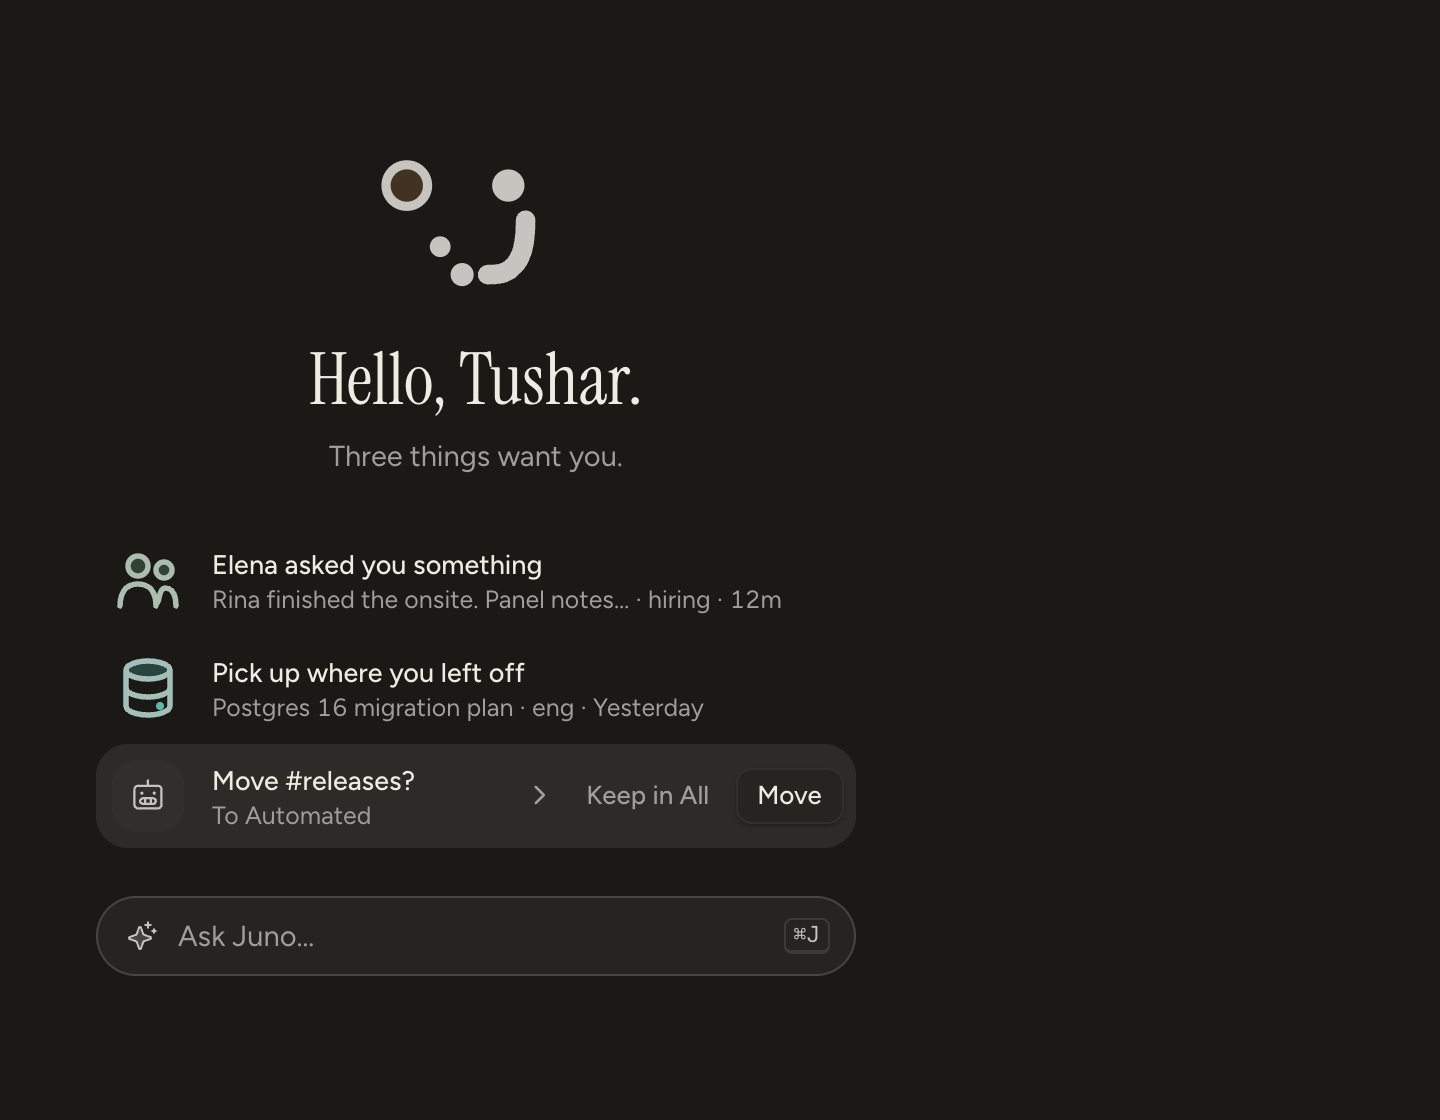 Hello, Tushar.
Three things want you.
Elena asked you something
Rina finished the onsite. Panel notes... · hiring · 12m
Pick up where you left off
Postgres 16 migration plan · eng · Yesterday
Move #releases?
To Automated
Keep in All
Move
Ask Juno...
⌘J